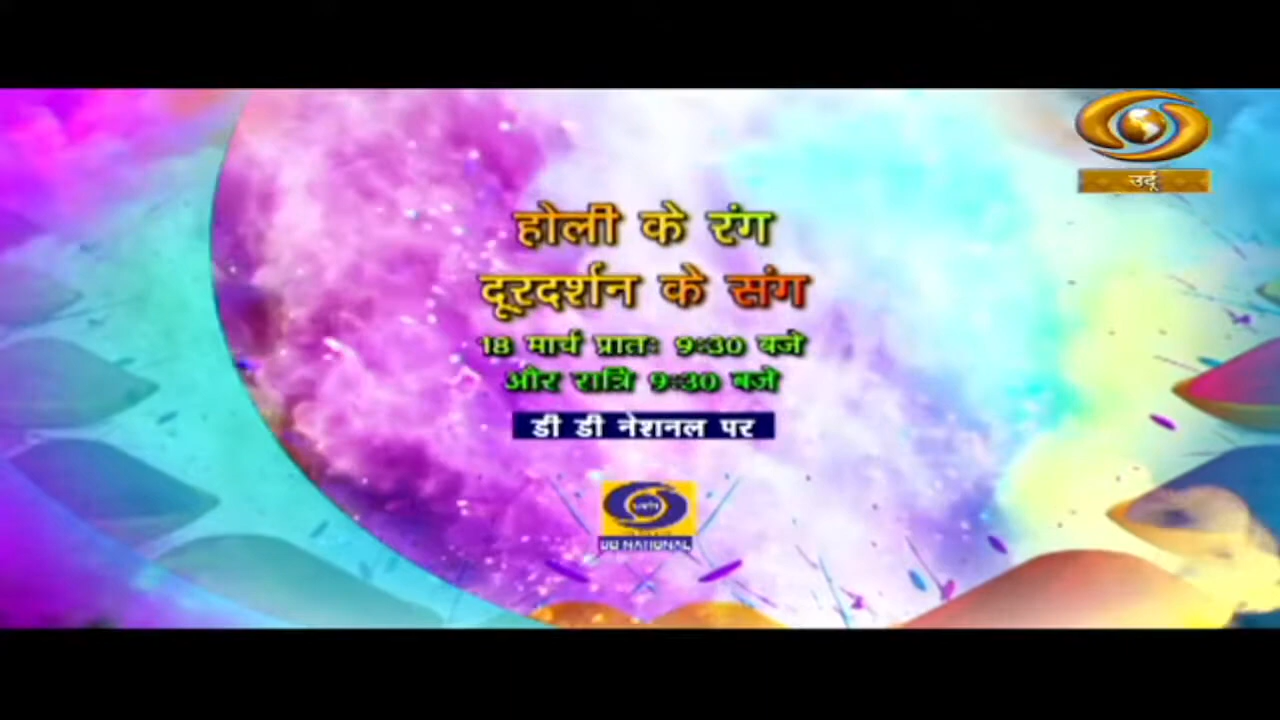 उर्दू
होली के रंग
दूरदर्शन के संग
18 मार्च प्रातः 9:30 बजे
और रात्रि 9:30 बजे
डी डी नेशनल पर
DD NATIONAL